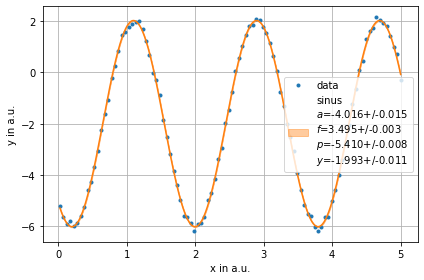 2
0
−2
−4
−6
y in a.u.
data
sinus
a=-4.016+/-0.015
f=3.495+/-0.003
p=-5.410+/-0.008
y=-1.993+/-0.011
0
1
2
3
4
5
x in a.u.